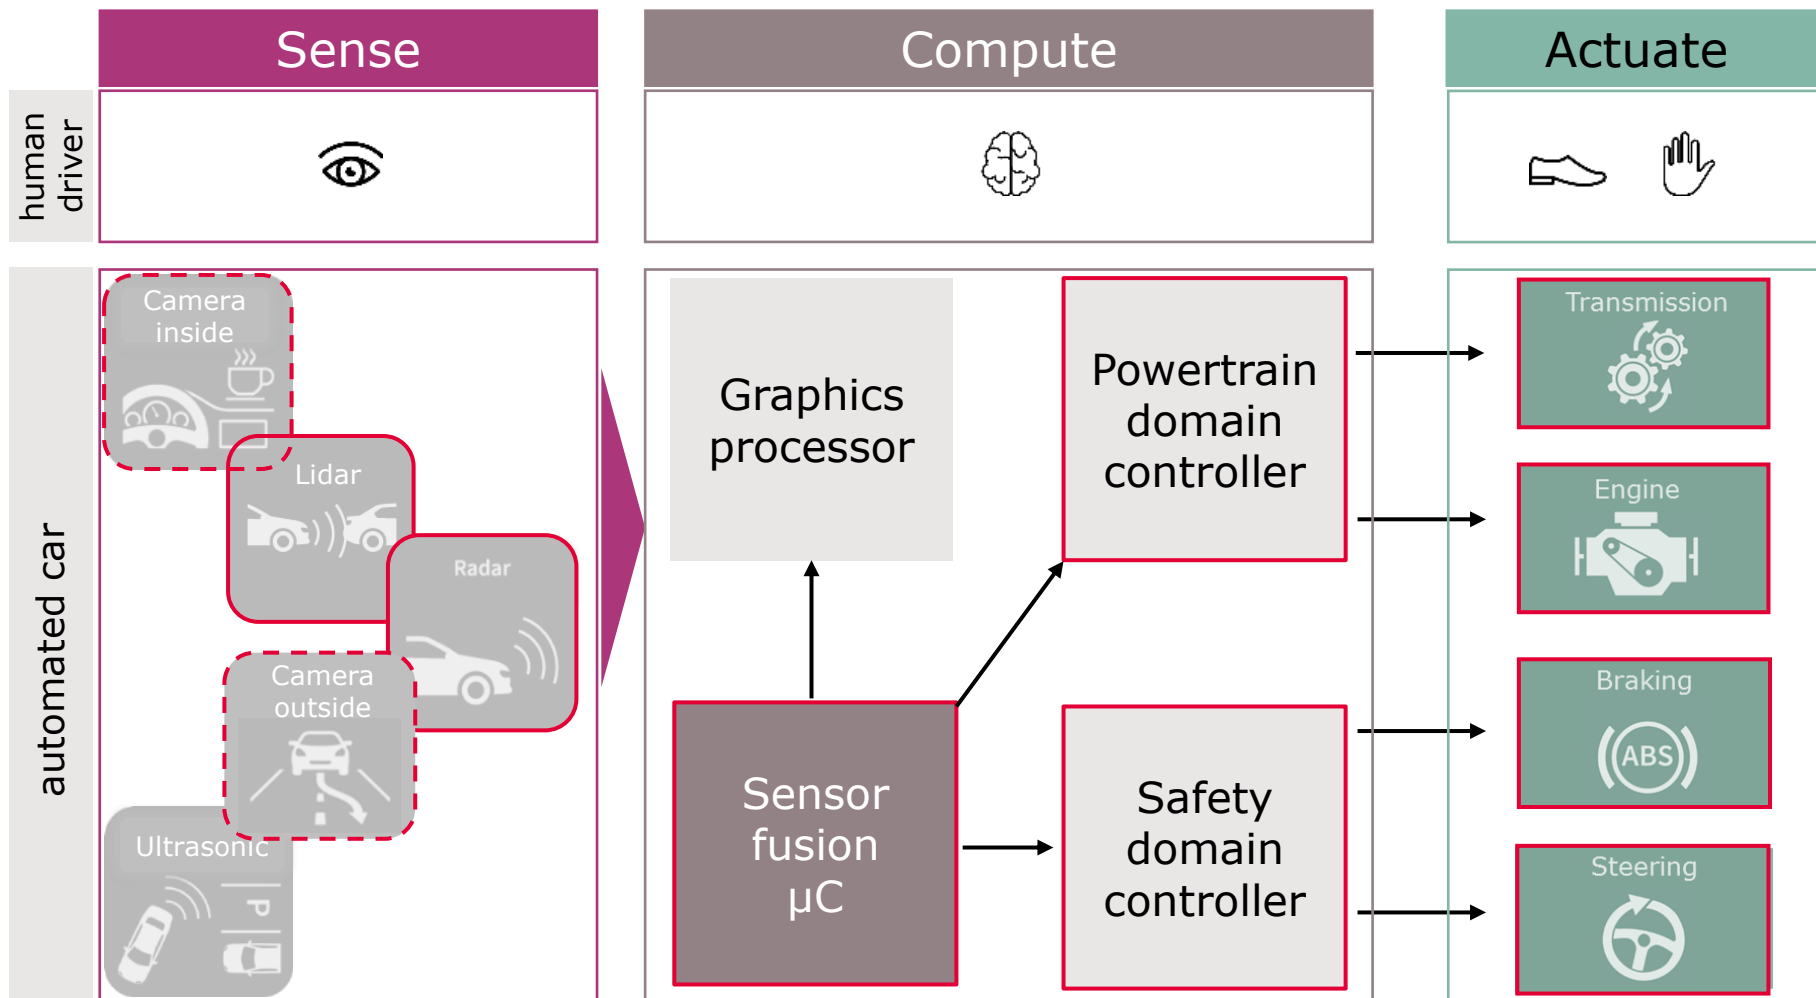 Sense
Compute
Actuate
human
driver
automated car
Camera
inside
Lidar
Radar
Camera
outside
Ultrasonic
P
Graphics
processor
Powertrain
domain
controller
Sensor
fusion
µC
Safety
domain
controller
Transmission
Engine
Braking
ABS
Steering